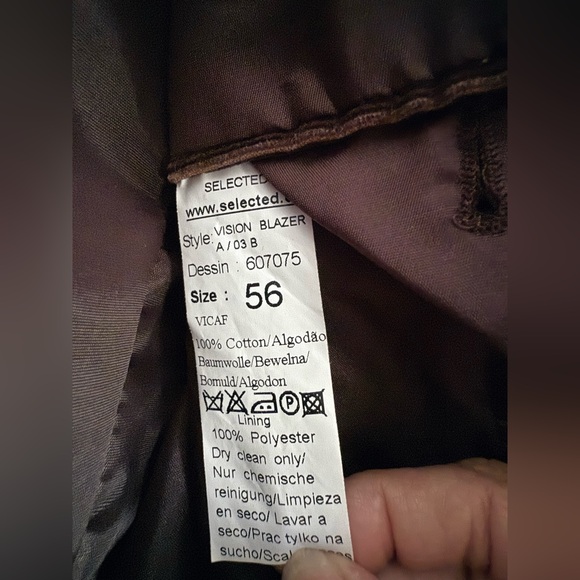 SELECTED
www.selected.
Style: VISION BLAZER
A / 03 B
Dessin : 607075
Size : 56
VICAF
100% Cotton/Algodão
Baumwolle/Bewelna/
Bomuld/Algodon
P
Lining
100% Polyester
Dry clean only/
Nur chemische
reinigung/Limpieza
en seco/ Lavar a
seco/Prac tylko na
sucho/